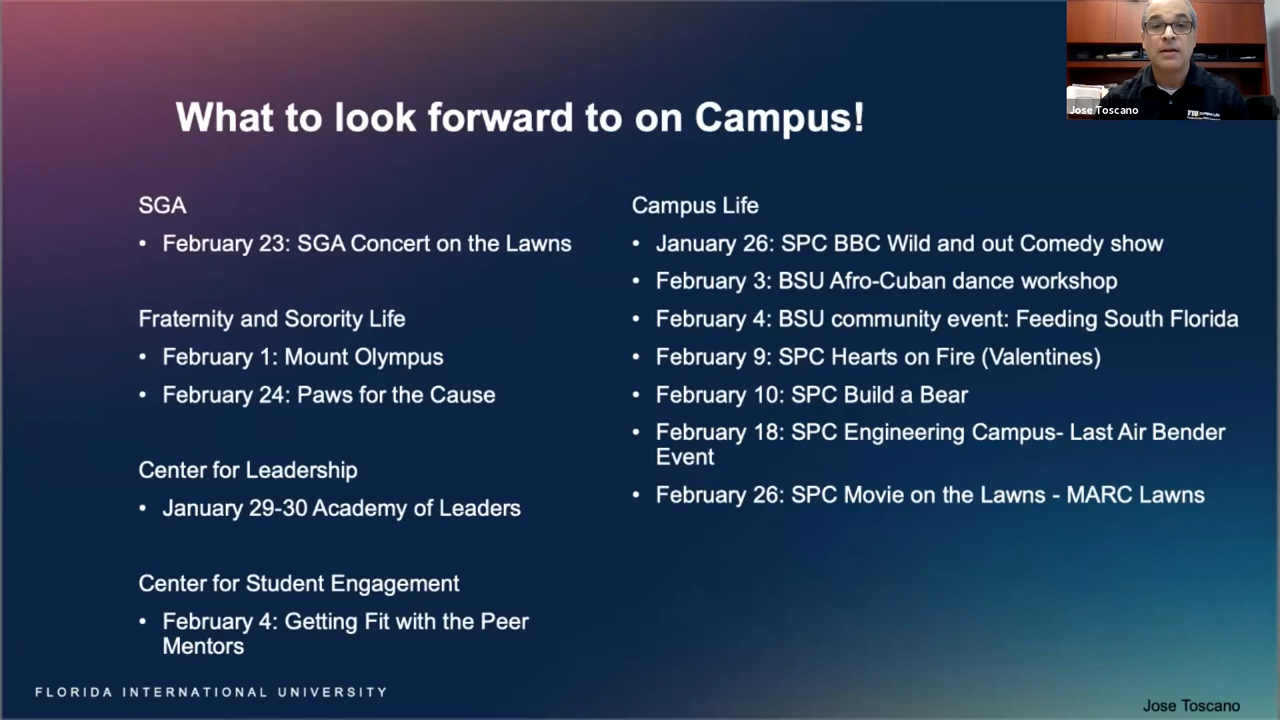 What to look forward to on Campus!
SGA
• February 23: SGA Concert on the Lawns
Fraternity and Sorority Life
• February 1: Mount Olympus
• February 24: Paws for the Cause
Center for Leadership
• January 29-30 Academy of Leaders
Center for Student Engagement
• February 4: Getting Fit with the Peer
Mentors
Campus Life
• January 26: SPC BBC Wild and out Comedy show
• February 3: BSU Afro-Cuban dance workshop
• February 4: BSU community event: Feeding South Florida
• February 9: SPC Hearts on Fire (Valentines)
• February 10: SPC Build a Bear
• February 18: SPC Engineering Campus- Last Air Bender
Event
• February 26: SPC Movie on the Lawns - MARC Lawns
FLORIDA INTERNATIONAL UNIVERSITY
Jose Toscano
FIU
Jose Toscano